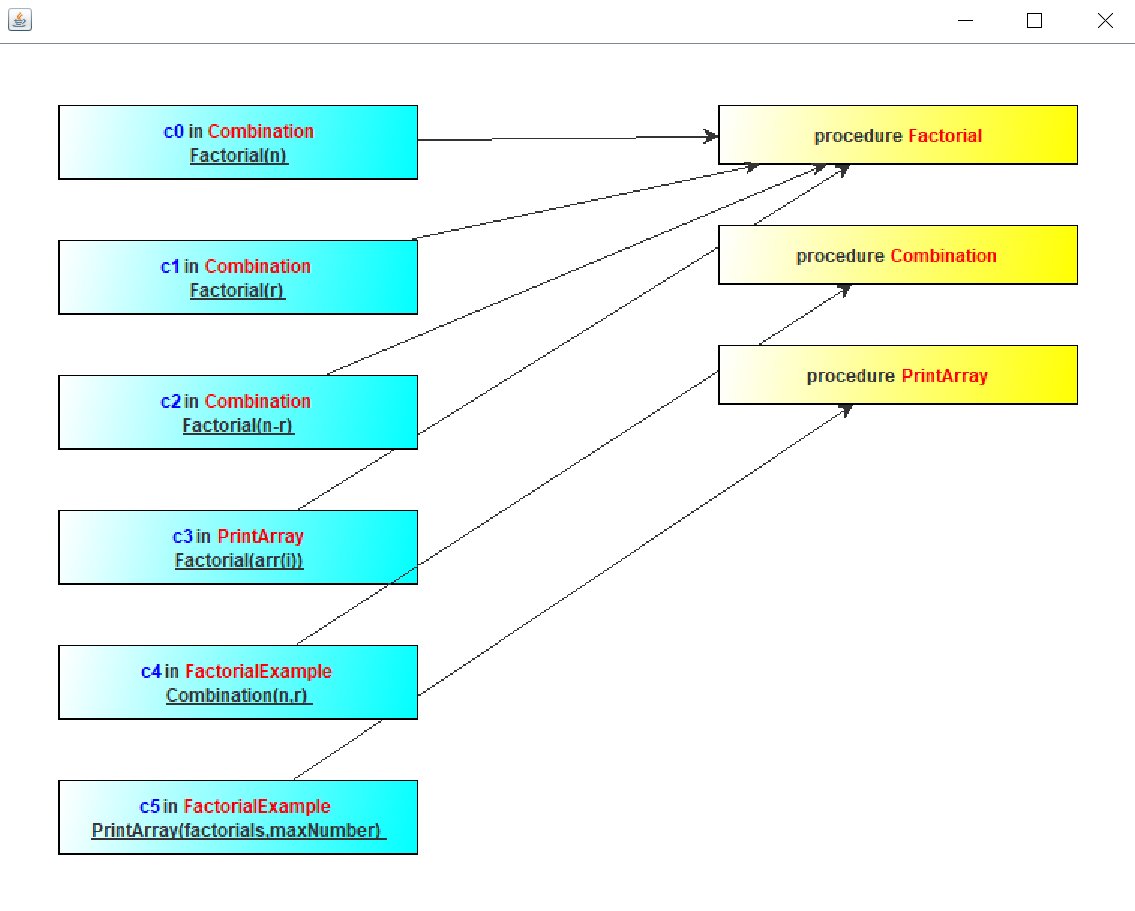 c0 in Combination
Factorial(n)
procedure Factorial
c1 in Combination
Factorial(r)
procedure Combination
c2 in Combination
Factorial(n-r)
procedure PrintArray
c3 in PrintArray
Factorial(arr(i))
c4 in FactorialExample
Combination(n,r)
c5 in FactorialExample
PrintArray(factorials,maxNumber)